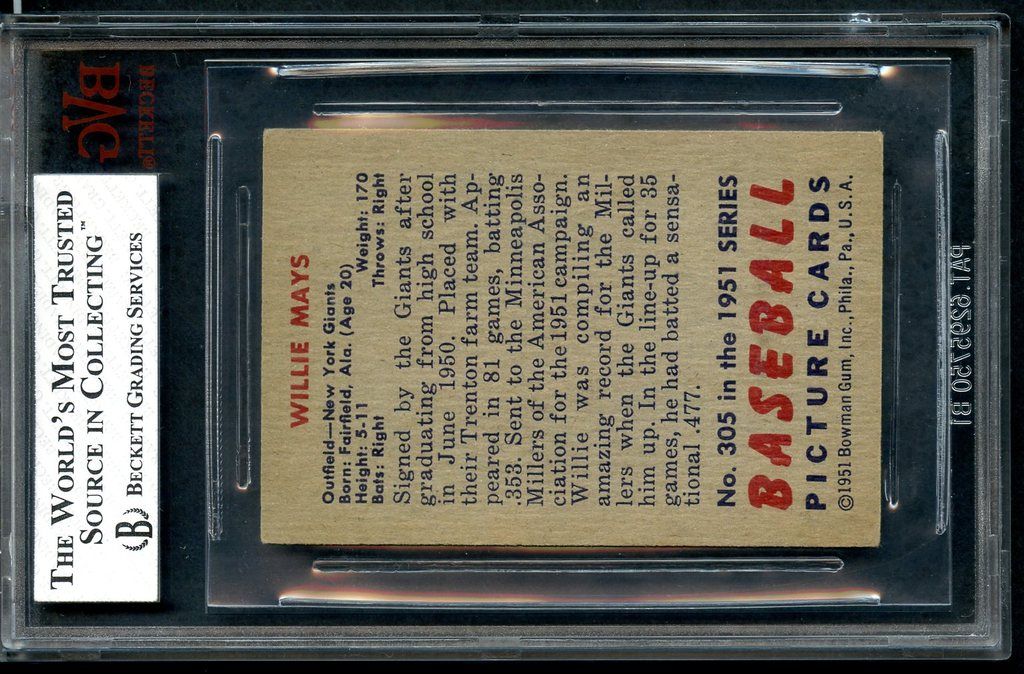 BVG
BECKETT®
THE WORLD'S MOST TRUSTED
SOURCE IN COLLECTING™
B BECKETT GRADING SERVICES
WILLIE MAYS
Outfield—New York Giants
Born: Fairfield, Ala. (Age 20)
Height: 5-11 Weight: 170
Bats: Right Throws: Right
Signed by the Giants after
graduating from high school
in June 1950. Placed with
their Trenton farm team. Ap-
peared in 81 games, batting
.353. Sent to the Minneapolis
Millers of the American Asso-
ciation for the 1951 campaign.
Willie was compiling an
amazing record for the Mil-
lers when the Giants called
him up. In the line-up for 35
games, he had batted a sensa-
tional .477.
No. 305 in the 1951 SERIES
BASEBALL
PICTURE CARDS
©1951 Bowman Gum, Inc., Phila., Pa., U. S. A.
PAT. 6295750 B1